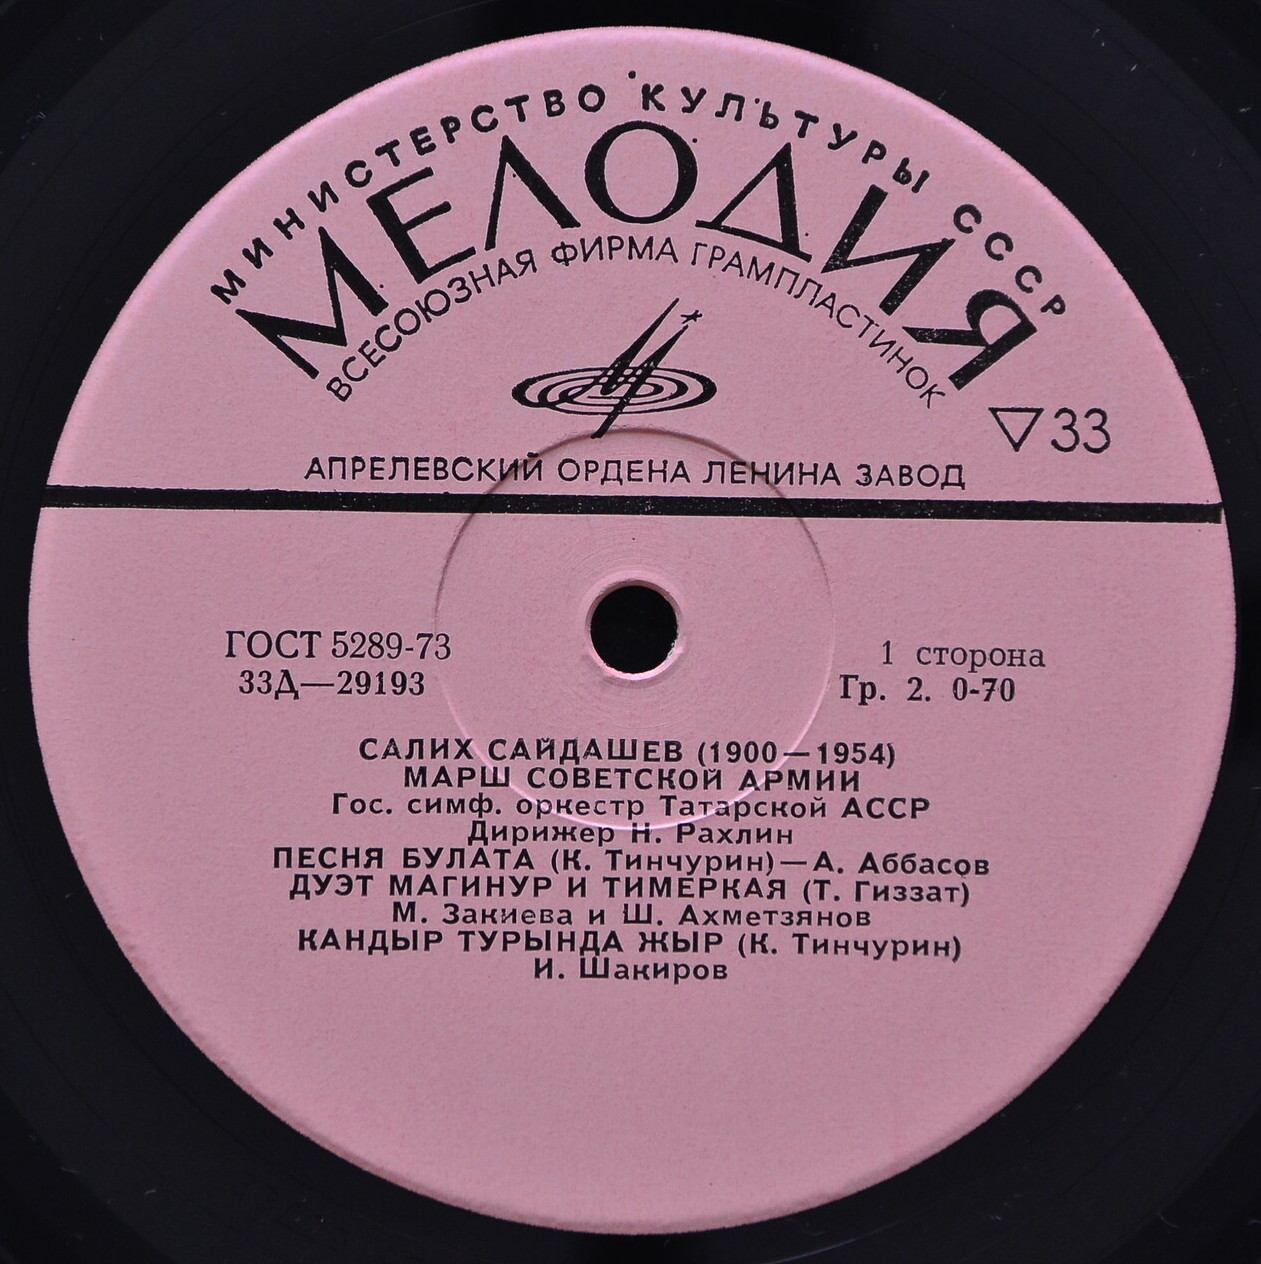 МИНИСТЕРСТВО КУЛЬТУРЫ СССР
МЕЛОДИЯ
ВСЕСОЮЗНАЯ ФИРМА ГРАМПЛАСТИНОК
33
АПРЕЛЕВСКИЙ ОРДЕНА ЛЕНИНА ЗАВОД
ГОСТ 5289-73
33Д—29193
1 сторона
Гр. 2. 0-70
САЛИХ САЙДАШЕВ (1900—1954)
МАРШ СОВЕТСКОЙ АРМИИ
Гос. симф. оркестр Татарской АССР
Дирижер Н. Рахлин
ПЕСНЯ БУЛАТА (К. Тинчурин)—А. Аббасов
ДУЭТ МАГИНУР И ТИМЕРКАЯ (Т. Гиззат)
М. Закиева и Ш. Ахметзянов
КАНДЫР ТУРЫНДА ЖЫР (К. Тинчурин)
И. Шакиров